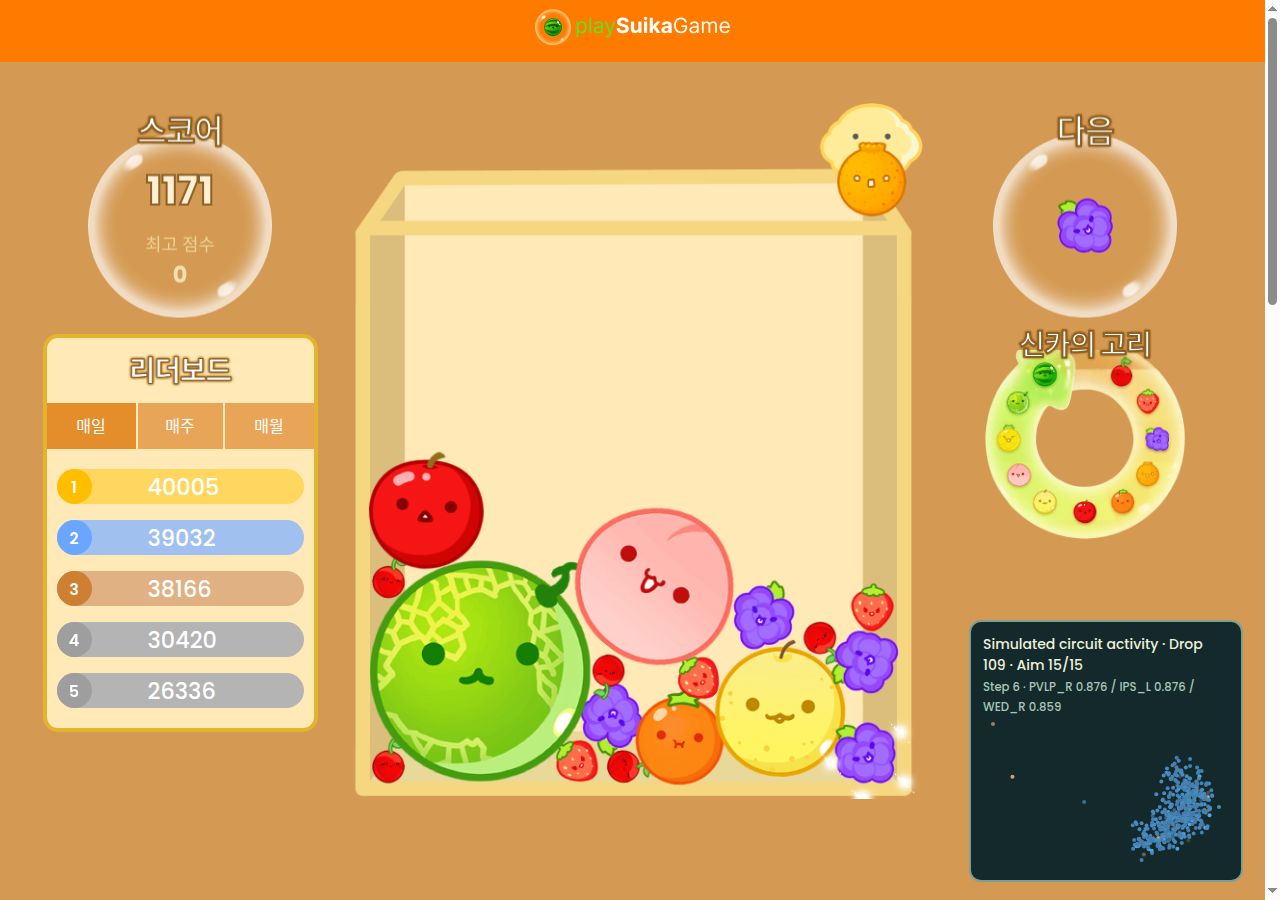 playSuikaGame
스코어
1171
최고 점수
0
다음
리더보드
매일 매주 매월
1 40005
2 39032
3 38166
4 30420
5 26336
신카의 고리
Simulated circuit activity · Drop
109 · Aim 15/15
Step 6 · PVLP_R 0.876 / IPS_L 0.876 /
WED_R 0.859